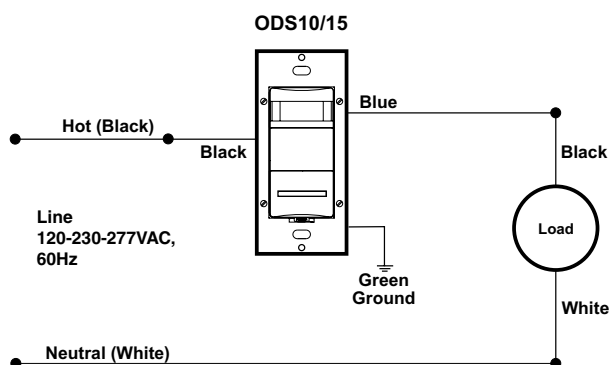 ODS10/15
Blue
Hot (Black)
Black
Black
Line
120-230-277VAC,
60Hz
Load
Green
Ground
White
Neutral (White)